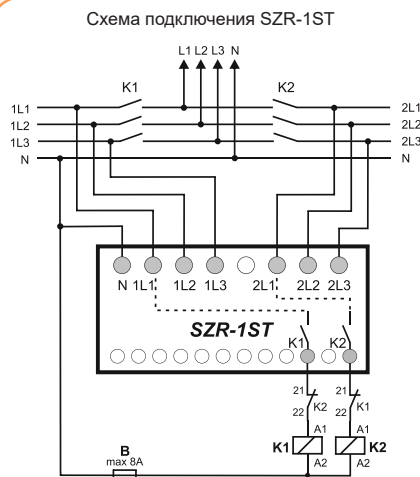 Схема подключения SZR-1ST
L1 L2 L3 N
K1 K2
1L1 2L1
1L2 2L2
1L3 2L3
N N
N 1L1 1L2 1L3 2L1 2L2 2L3
SZR-1ST K1 K2
21 21
K2 K1
22 22
A1 A1
K1 K2
A2 A2
B
max 8A